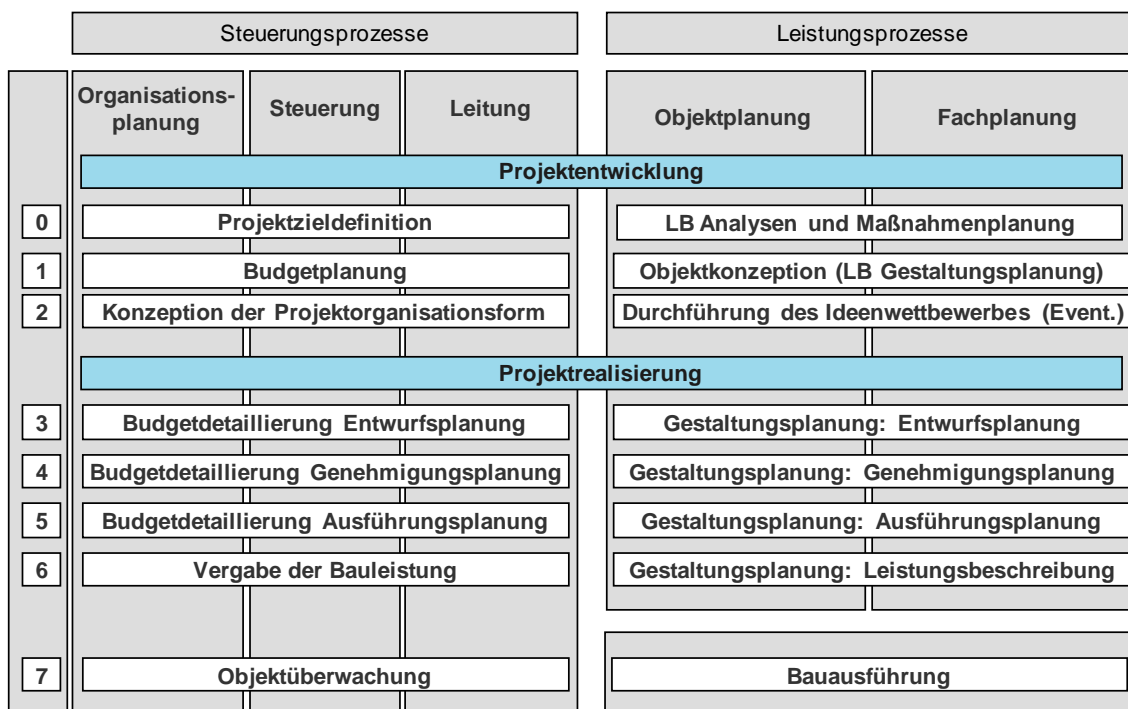 Steuerungsprozesse
Leistungsprozesse
Organisations-
planung
Steuerung
Leitung
Objektplanung
Fachplanung
Projektentwicklung
0
Projektzieldefinition
LB Analysen und Maßnahmenplanung
1
Budgetplanung
Objektkonzeption (LB Gestaltungsplanung)
2
Konzeption der Projektorganisationsform
Durchführung des Ideenwettbewerbes (Event.)
Projektrealisierung
3
Budgetdetaillierung Entwurfsplanung
Gestaltungsplanung: Entwurfsplanung
4
Budgetdetaillierung Genehmigungsplanung
Gestaltungsplanung: Genehmigungsplanung
5
Budgetdetaillierung Ausführungsplanung
Gestaltungsplanung: Ausführungsplanung
6
Vergabe der Bauleistung
Gestaltungsplanung: Leistungsbeschreibung
7
Objektüberwachung
Bauausführung